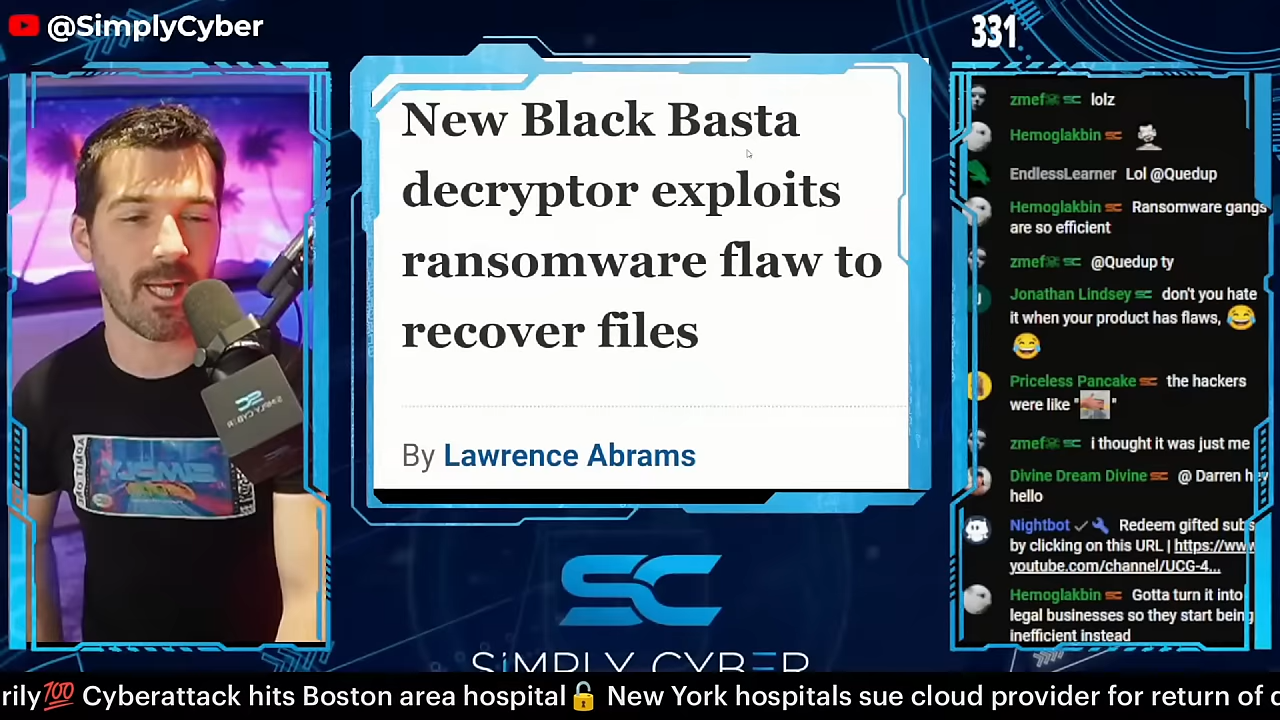 @SimplyCyber
331
New Black Basta
decryptor exploits
ransomware flaw to
recover files
By Lawrence Abrams
SC
SIMPLY CYBER
zmef lolz
Hemoglakbin
EndlessLearner Lol @Quedup
Hemoglakbin Ransomware gangs
are so efficient
zmef @Quedup ty
Jonathan Lindsey don't you hate
it when your product has flaws,
Priceless Pancake the hackers
were like " "
zmef i thought it was just me
Divine Dream Divine @ Darren hey
hello
Nightbot Redeem gifted subs
by clicking on this URL | https://www
youtube.com/channel/UCG-4...
Hemoglakbin Gotta turn it into
legal businesses so they start being
inefficient instead
rily💯 Cyberattack hits Boston area hospital🔓 New York hospitals sue cloud provider for return of